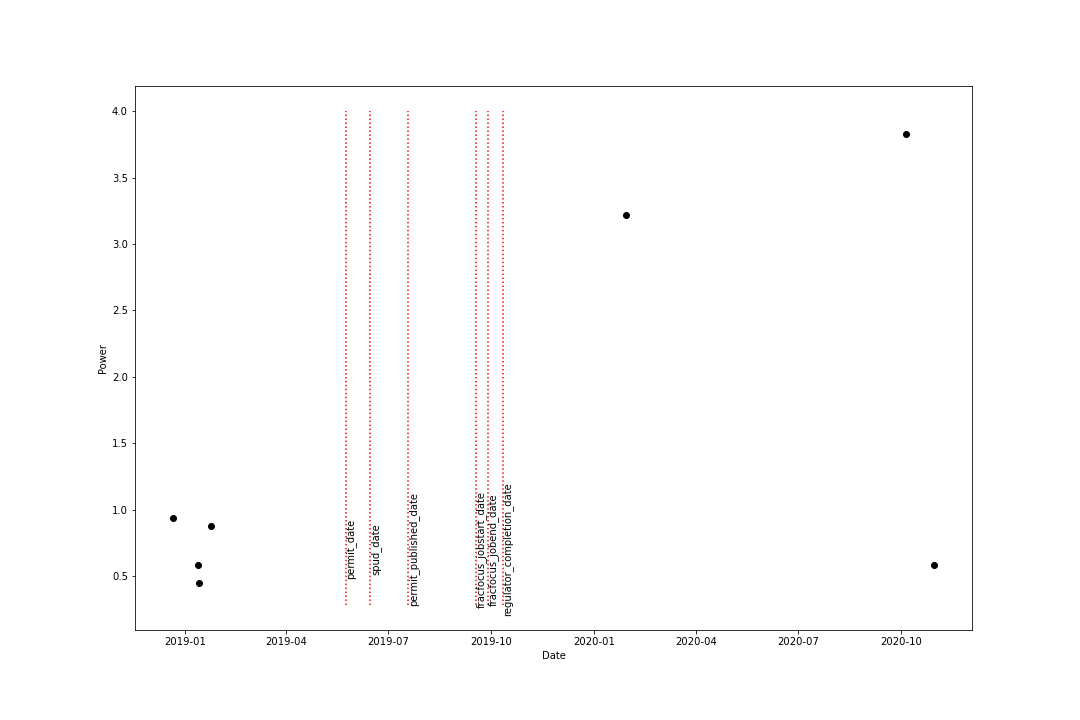 4.0
3.5
3.0
2.5
2.0
1.5
1.0
0.5
Power
permit_date
spud_date
permit_published_date
fracfocus_jobstart_date
fracfocus_jobend_date
regulator_completion_date
2019-01
2019-04
2019-07
2019-10
2020-01
2020-04
2020-07
2020-10
Date